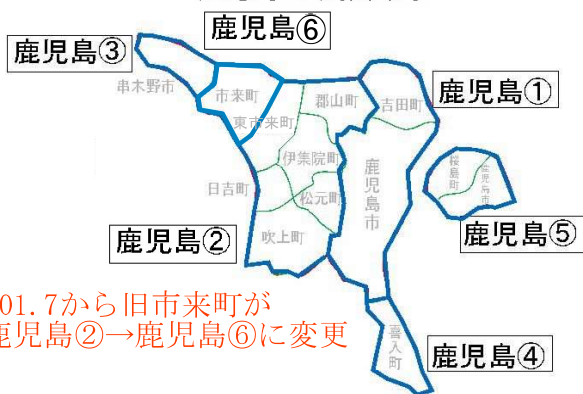 鹿児島⑥
鹿児島③
串木野市
市来町
東市来町
郡山町
吉田町
鹿児島①
伊集院町
鹿児島市
桜島町
鹿児島市
日吉町
松元町
鹿児島②
吹上町
鹿児島⑤
01.7から旧市来町が
鹿児島②→鹿児島⑥に変更
喜入町
鹿児島④